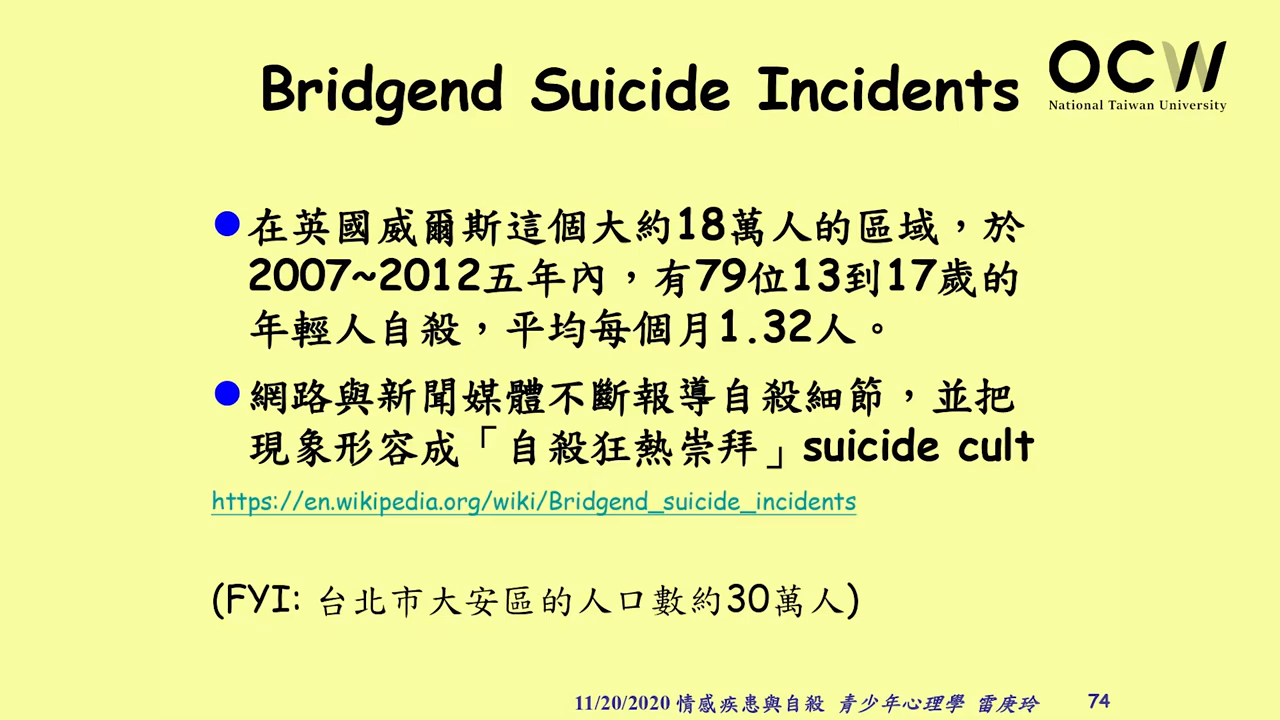 Bridgend Suicide Incidents
OCW
National Taiwan University
在英國威爾斯這個大約18萬人的區域，於
2007~2012五年內，有79位13到17歲的
年輕人自殺，平均每個月1.32人。
網路與新聞媒體不斷報導自殺細節，並把
現象形容成「自殺狂熱崇拜」suicide cult
https://en.wikipedia.org/wiki/Bridgend_suicide_incidents
(FYI: 台北市大安區的人口數約30萬人)
11/20/2020 情感疾患與自殺 青少年心理學 雷庚玲 74